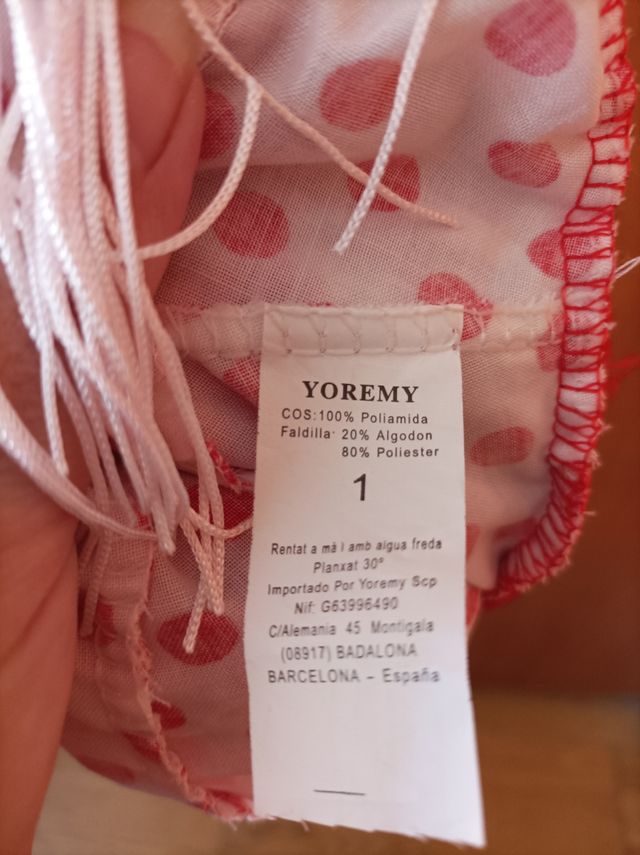 YOREMY
COS:100% Poliamida
Faldilla: 20% Algodon
80% Poliester
1
Rentat a mà i amb aigua freda
Planxat 30º
Importado Por Yoremy Scp
Nif: G63996490
C/Alemania 45 Montigala
(08917) BADALONA
BARCELONA - España